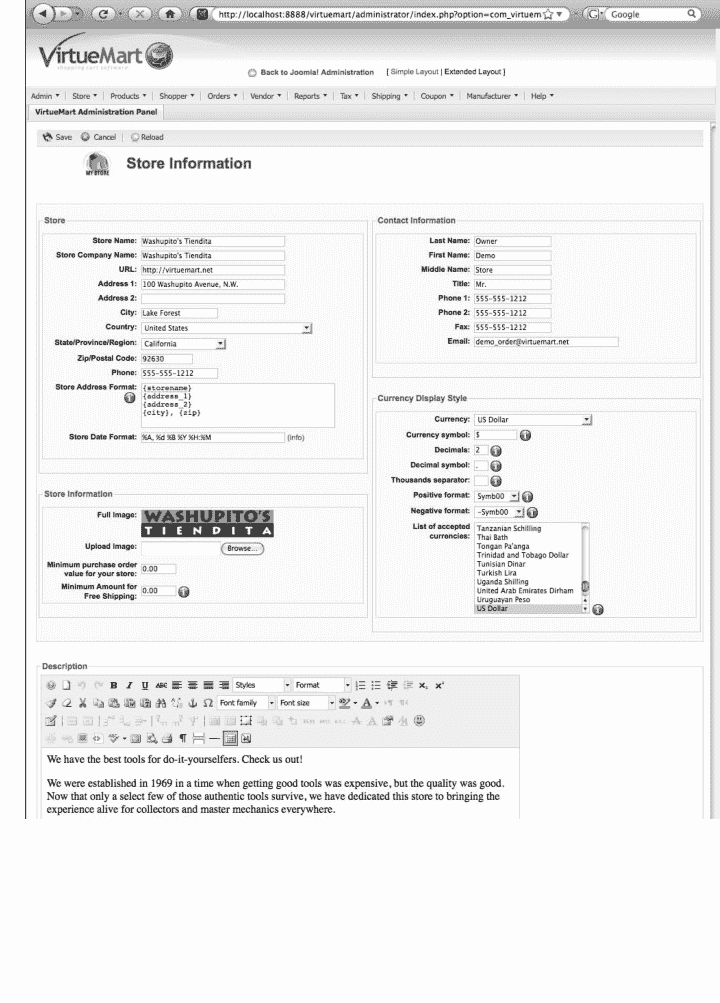 http://localhost:8888/virtuemart/administrator/index.php?option=com_virtuem
Google
VirtueMart
shopping cart software
Back to Joomla! Administration [ Simple Layout | Extended Layout ]
Admin Store Products Shopper Orders Vendor Reports Tax Shipping Coupon Manufacturer Help
VirtueMart Administration Panel
Save Cancel Reload
MY STORE
Store Information
Store
Store Name: Washupito's Tiendita
Store Company Name: Washupito's Tiendita
URL: http://virtuemart.net
Address 1: 100 Washupito Avenue, N.W.
Address 2:
City: Lake Forest
Country: United States
State/Province/Region: California
Zip/Postal Code: 92630
Phone: 555-555-1212
Store Address Format: {storename}
{address_1}
{address_2}
{city}, {zip}
Store Date Format: %A, %d %B %Y %H:%M (info)
Contact Information
Last Name: Owner
First Name: Demo
Middle Name: Store
Title: Mr.
Phone 1: 555-555-1212
Phone 2: 555-555-1212
Fax: 555-555-1212
Email: demo_order@virtuemart.net
Currency Display Style
Currency: US Dollar
Currency symbol: $
Decimals: 2
Decimal symbol: .
Thousands separator:
Positive format: Symb00
Negative format: -Symb00
List of accepted
currencies:
Tanzanian Schilling
Thai Bath
Tongan Pa'anga
Trinidad and Tobago Dollar
Tunisian Dinar
Turkish Lira
Uganda Shilling
United Arab Emirates Dirham
Uruguayan Peso
US Dollar
Store Information
Full Image: WASHUPITO'S
TIENDITA
Upload Image: Browse...
Minimum purchase order
value for your store: 0.00
Minimum Amount for
Free Shipping: 0.00
Description
B I U ABC Styles Format
Font family Font size
We have the best tools for do-it-yourselfers. Check us out!
We were established in 1969 in a time when getting good tools was expensive, but the quality was good.
Now that only a select few of those authentic tools survive, we have dedicated this store to bringing the
experience alive for collectors and master mechanics everywhere.